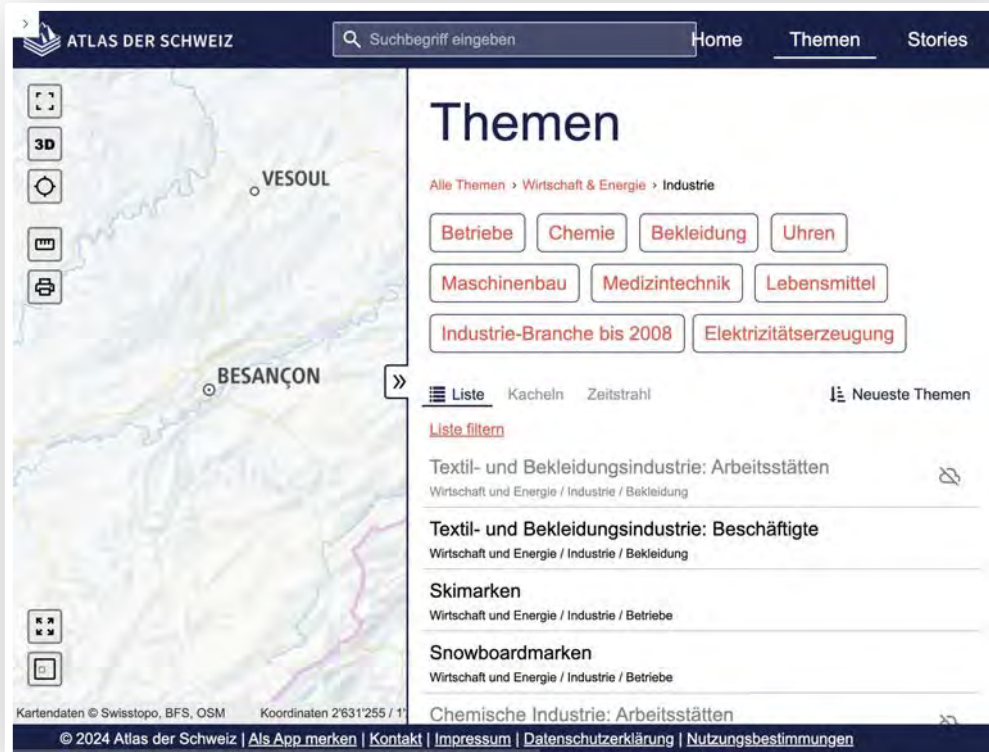 ATLAS DER SCHWEIZ
Suchbegriff eingeben
Home Themen Stories
3D
VESOUL
BESANÇON
Kartendaten © Swisstopo, BFS, OSM Koordinaten 2'631'255 / 1'
Themen
Alle Themen › Wirtschaft & Energie › Industrie
Betriebe Chemie Bekleidung Uhren
Maschinenbau Medizintechnik Lebensmittel
Industrie-Branche bis 2008 Elektrizitätserzeugung
Liste Kacheln Zeitstrahl Neueste Themen
Liste filtern
Textil- und Bekleidungsindustrie: Arbeitsstätten
Wirtschaft und Energie / Industrie / Bekleidung
Textil- und Bekleidungsindustrie: Beschäftigte
Wirtschaft und Energie / Industrie / Bekleidung
Skimarken
Wirtschaft und Energie / Industrie / Betriebe
Snowboardmarken
Wirtschaft und Energie / Industrie / Betriebe
Chemische Industrie: Arbeitsstätten
© 2024 Atlas der Schweiz | Als App merken | Kontakt | Impressum | Datenschutzerklärung | Nutzungsbestimmungen